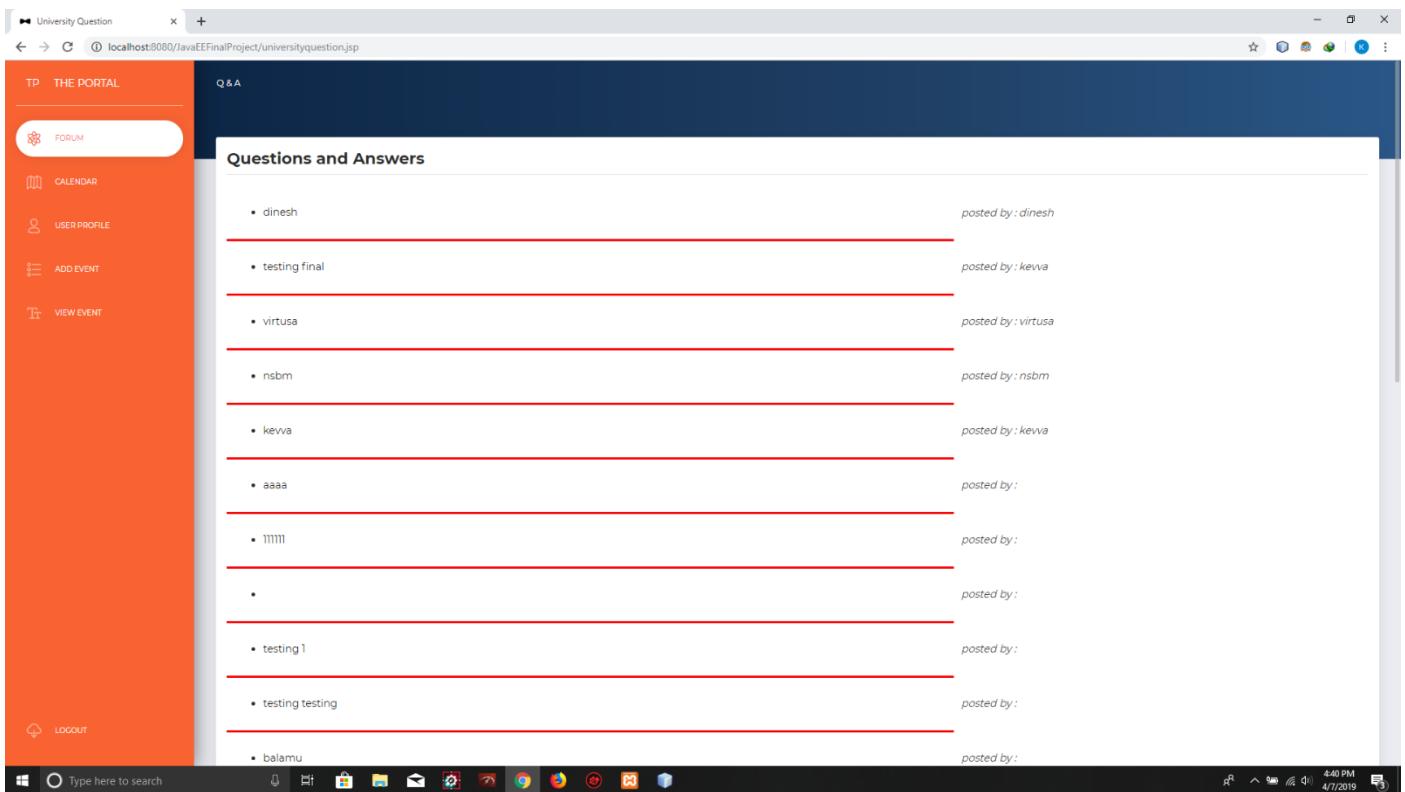 University Question
localhost:8080/JavaEEFinalProject/universityquestion.jsp
K
TP THE PORTAL
Q & A
FORUM
CALENDAR
USER PROFILE
ADD EVENT
VIEW EVENT
LOGOUT
Questions and Answers
dinesh posted by : dinesh
testing final posted by : kevva
virtusa posted by : virtusa
nsbm posted by : nsbm
kevva posted by : kevva
aaaa posted by :
111111 posted by :
posted by :
testing 1 posted by :
testing testing posted by :
balamu posted by :
Type here to search
4:40 PM
4/7/2019
3